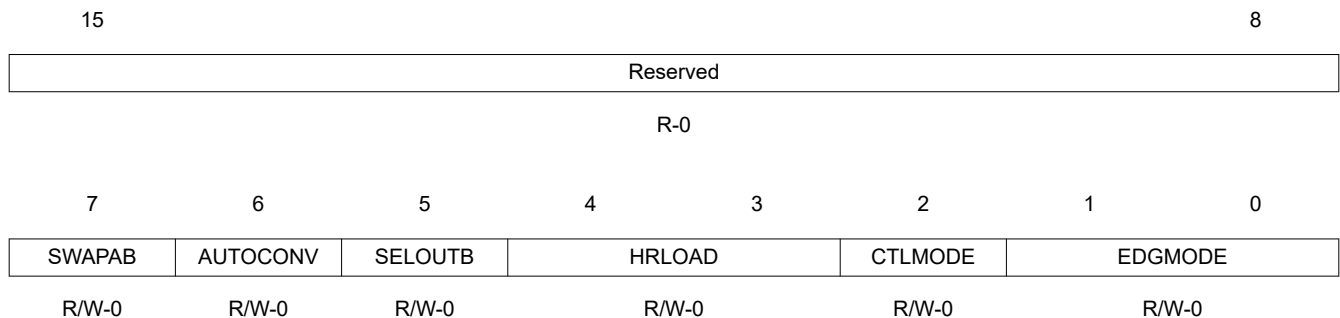 15 8
Reserved
R-0
7 6 5 4 3 2 1 0
SWAPAB AUTOCONV SELOUTB HRLOAD CTLMODE EDGMODE
R/W-0 R/W-0 R/W-0 R/W-0 R/W-0 R/W-0